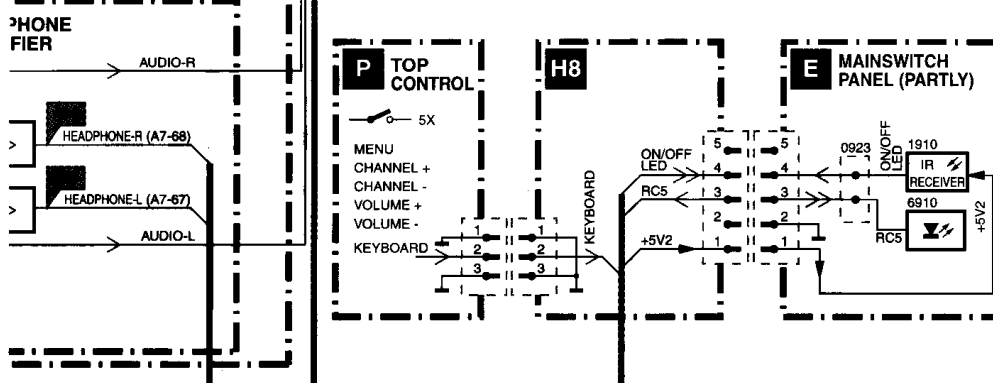 PHONE
FIER
AUDIO-R
HEADPHONE-R (A7-68)
HEADPHONE-L (A7-67)
AUDIO-L
P
TOP
CONTROL
5X
MENU
CHANNEL +
CHANNEL -
VOLUME +
VOLUME -
KEYBOARD
1
2
3
1
2
3
H8
KEYBOARD
ON/OFF
LED
RC5
+5V2
5
4
3
2
1
5
4
3
2
1
E
MAINSWITCH
PANEL (PARTLY)
0923
ON/OFF
LED
1910
IR
RECEIVER
6910
RC5
+5V2